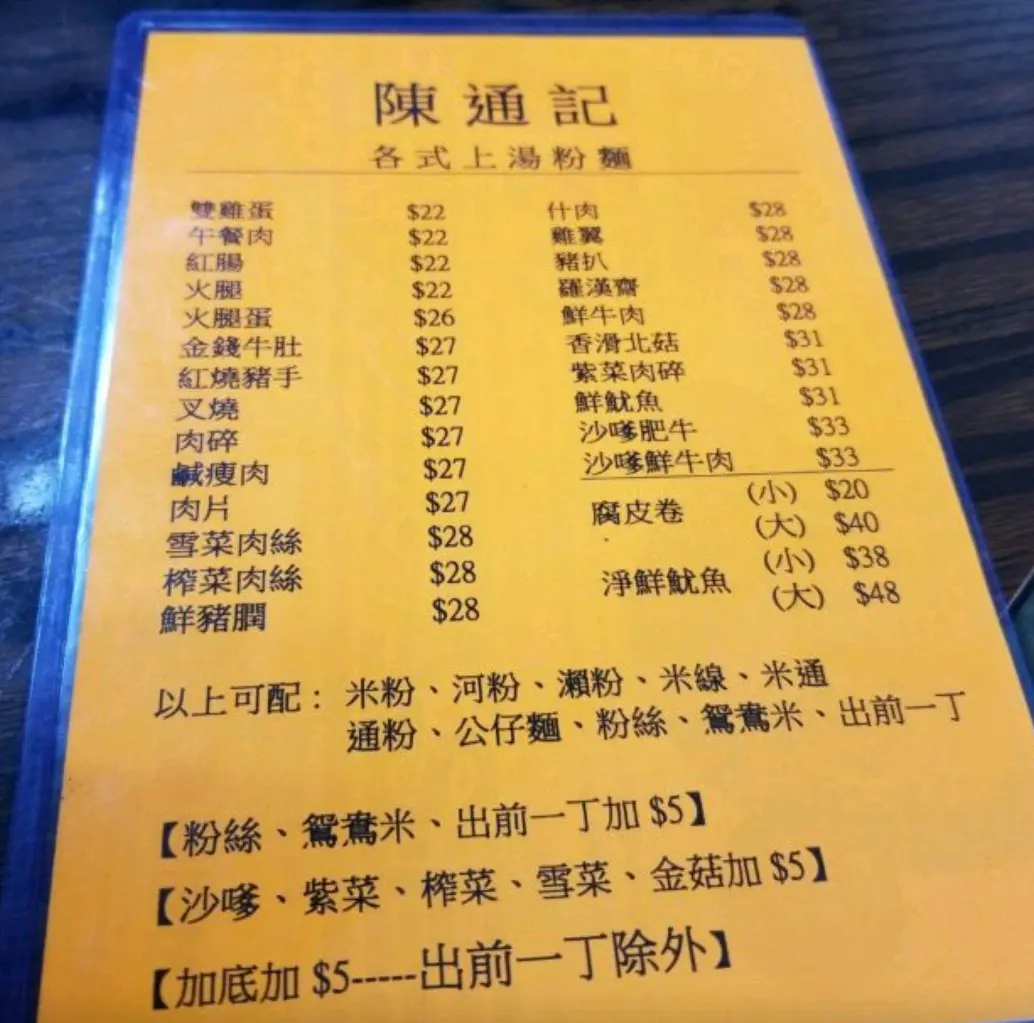 陳通記
各式上湯粉麵
雙雞蛋 $22
午餐肉 $22
紅腸 $22
火腿 $22
火腿蛋 $26
金錢牛肚 $27
紅燒豬手 $27
叉燒 $27
肉碎 $27
鹹瘦肉 $27
肉片 $27
雪菜肉絲 $28
榨菜肉絲 $28
鮮豬膶 $28
什肉 $28
雞翼 $28
豬扒 $28
羅漢齋 $28
鮮牛肉 $28
香滑北菇 $31
紫菜肉碎 $31
鮮魷魚 $31
沙嗲肥牛 $33
沙嗲鮮牛肉 $33
腐皮卷 (小) $20
(大) $40
淨鮮魷魚 (小) $38
(大) $48
以上可配：米粉、河粉、瀨粉、米線、米通
通粉、公仔麵、粉絲、鴛鴦米、出前一丁
【粉絲、鴛鴦米、出前一丁加 $5】
【沙嗲、紫菜、榨菜、雪菜、金菇加 $5】
【加底加 $5-----出前一丁除外】